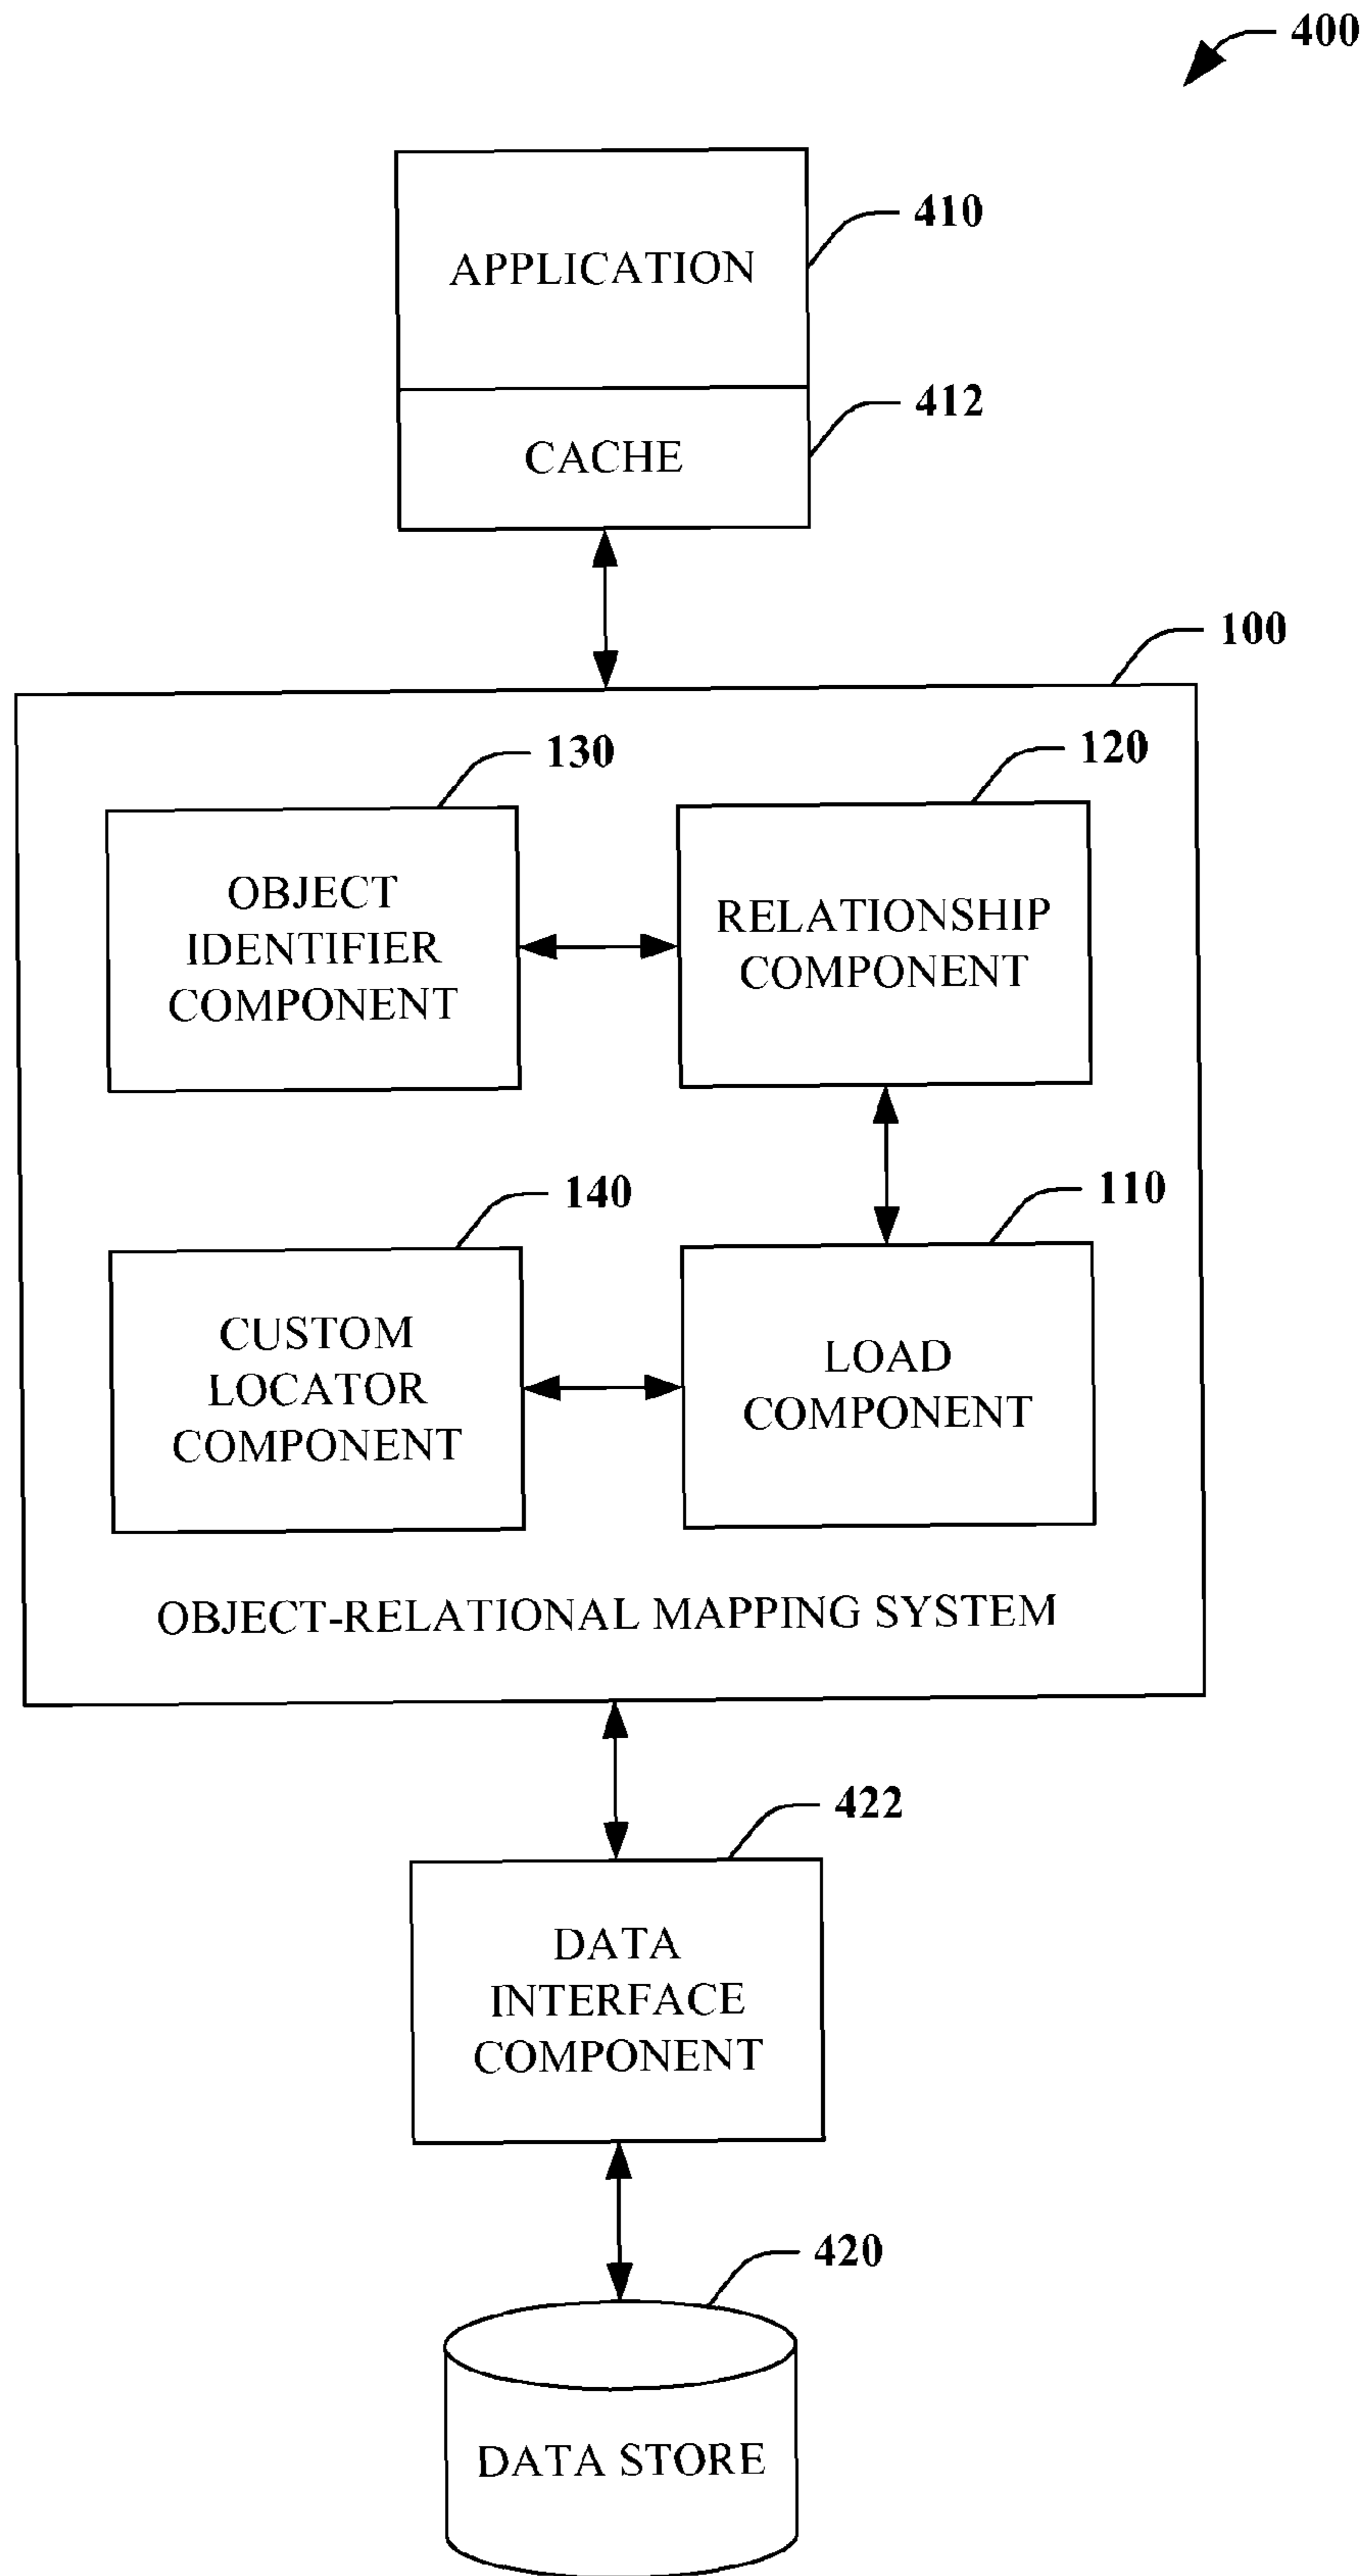 400
410
APPLICATION
412
CACHE
100
130
120
OBJECT
IDENTIFIER
COMPONENT
RELATIONSHIP
COMPONENT
140
110
CUSTOM
LOCATOR
COMPONENT
LOAD
COMPONENT
OBJECT-RELATIONAL MAPPING SYSTEM
422
DATA
INTERFACE
COMPONENT
420
DATA STORE